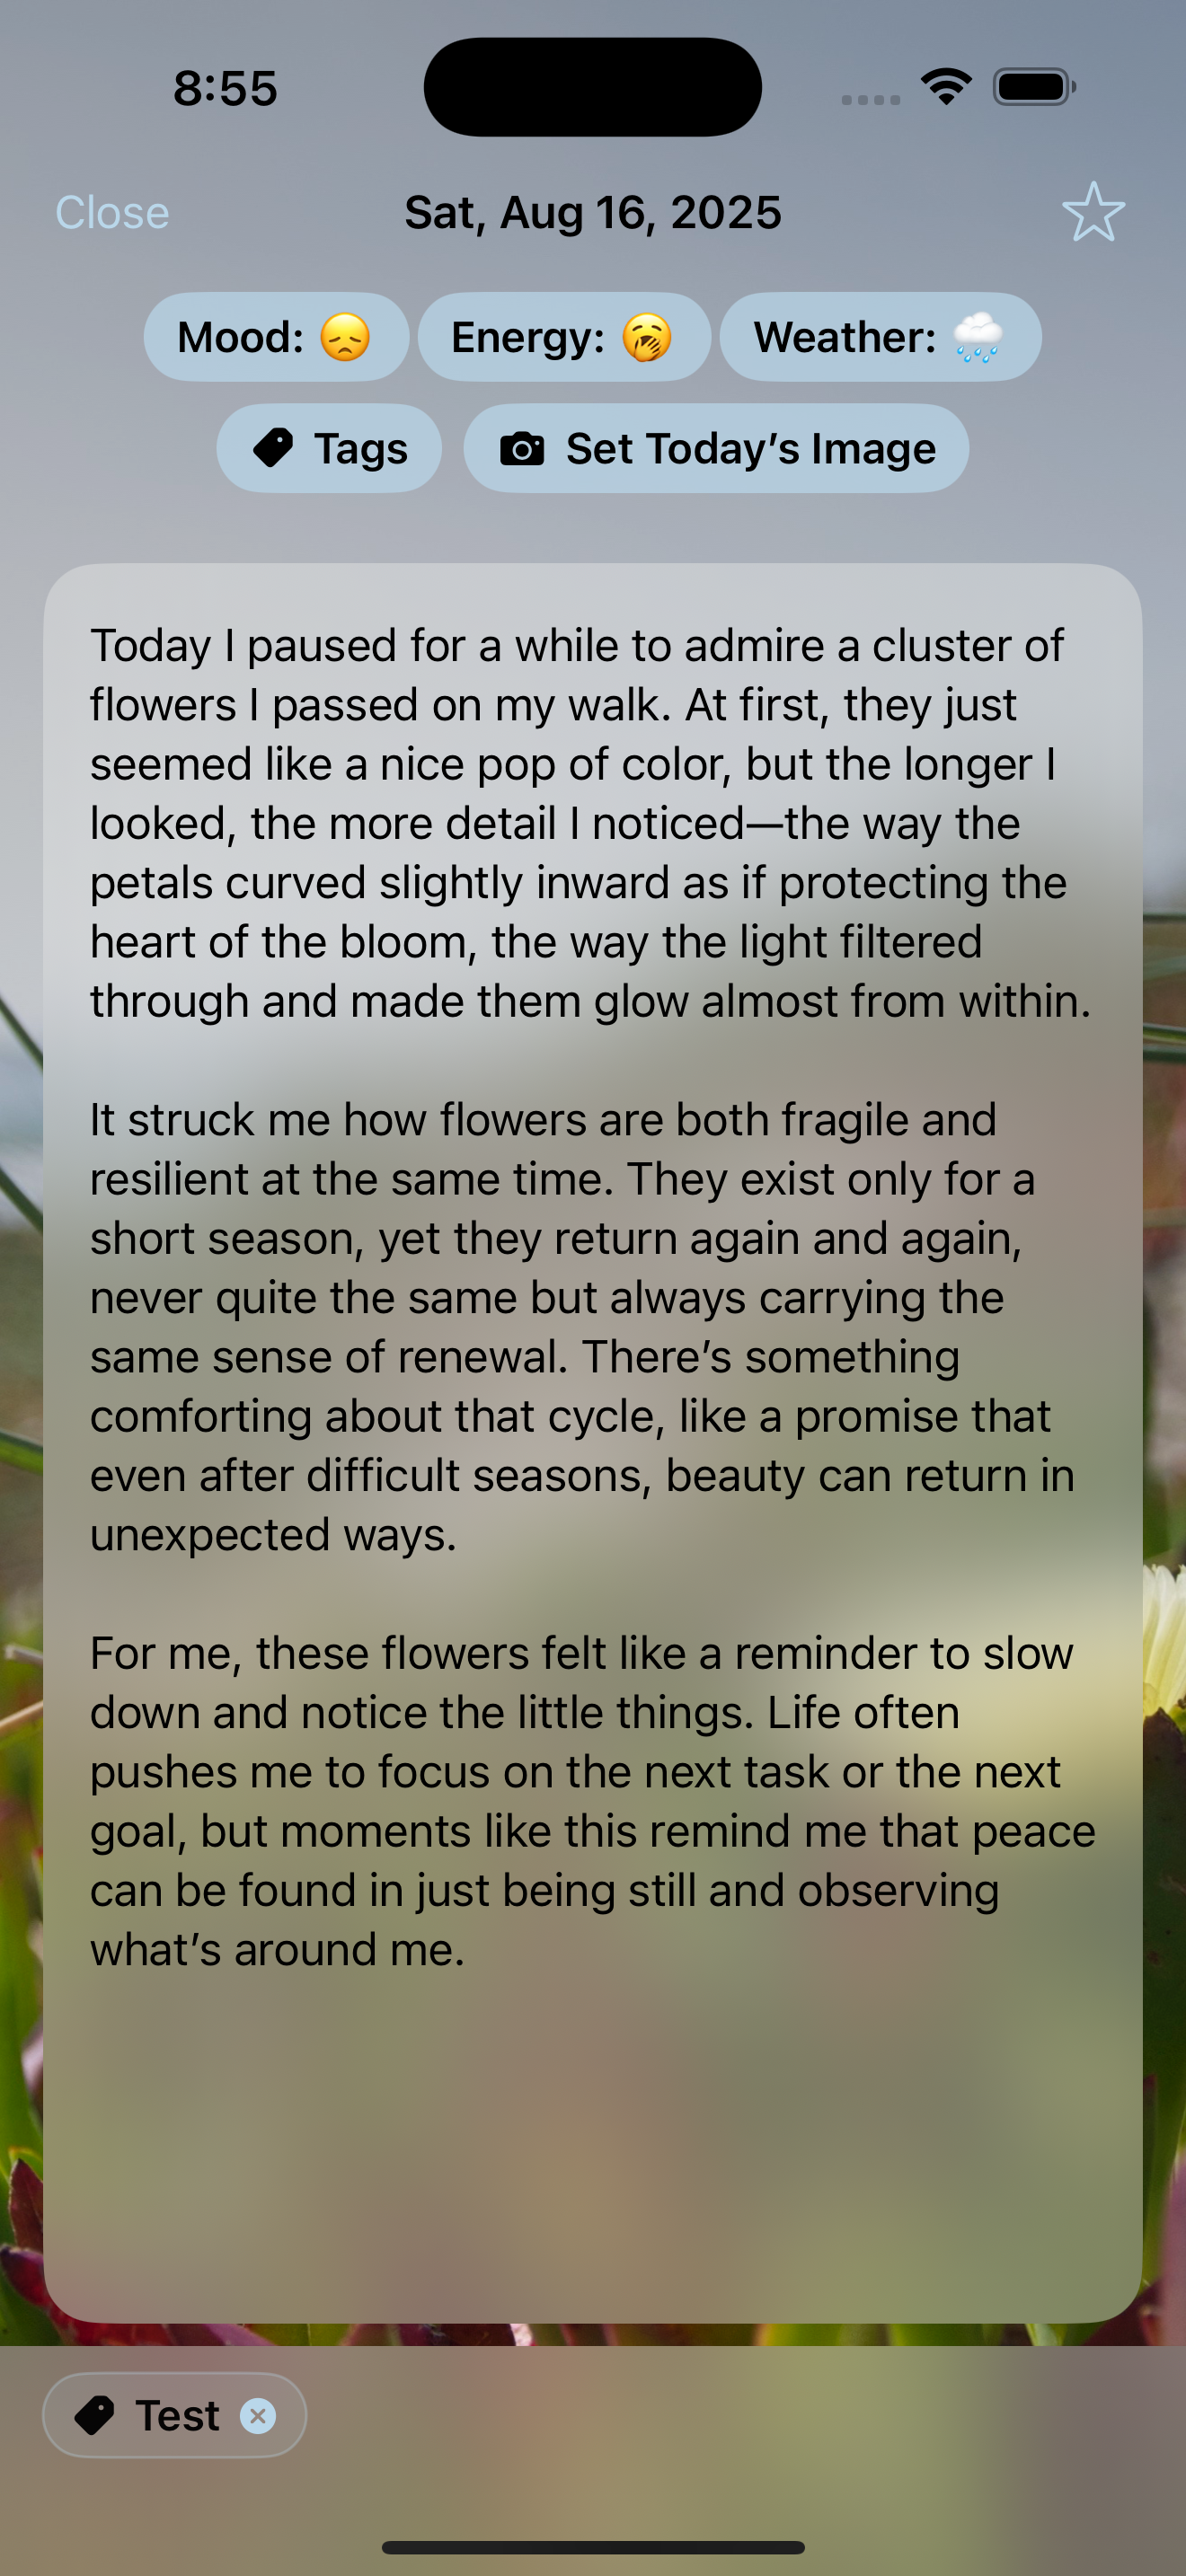 8:55
Close
Sat, Aug 16, 2025
Mood: 😞
Energy: 🥱
Weather: 🌧️
Tags
Set Today’s Image
Today I paused for a while to admire a cluster of
flowers I passed on my walk. At first, they just
seemed like a nice pop of color, but the longer I
looked, the more detail I noticed—the way the
petals curved slightly inward as if protecting the
heart of the bloom, the way the light filtered
through and made them glow almost from within.
It struck me how flowers are both fragile and
resilient at the same time. They exist only for a
short season, yet they return again and again,
never quite the same but always carrying the
same sense of renewal. There’s something
comforting about that cycle, like a promise that
even after difficult seasons, beauty can return in
unexpected ways.
For me, these flowers felt like a reminder to slow
down and notice the little things. Life often
pushes me to focus on the next task or the next
goal, but moments like this remind me that peace
can be found in just being still and observing
what’s around me.
Test